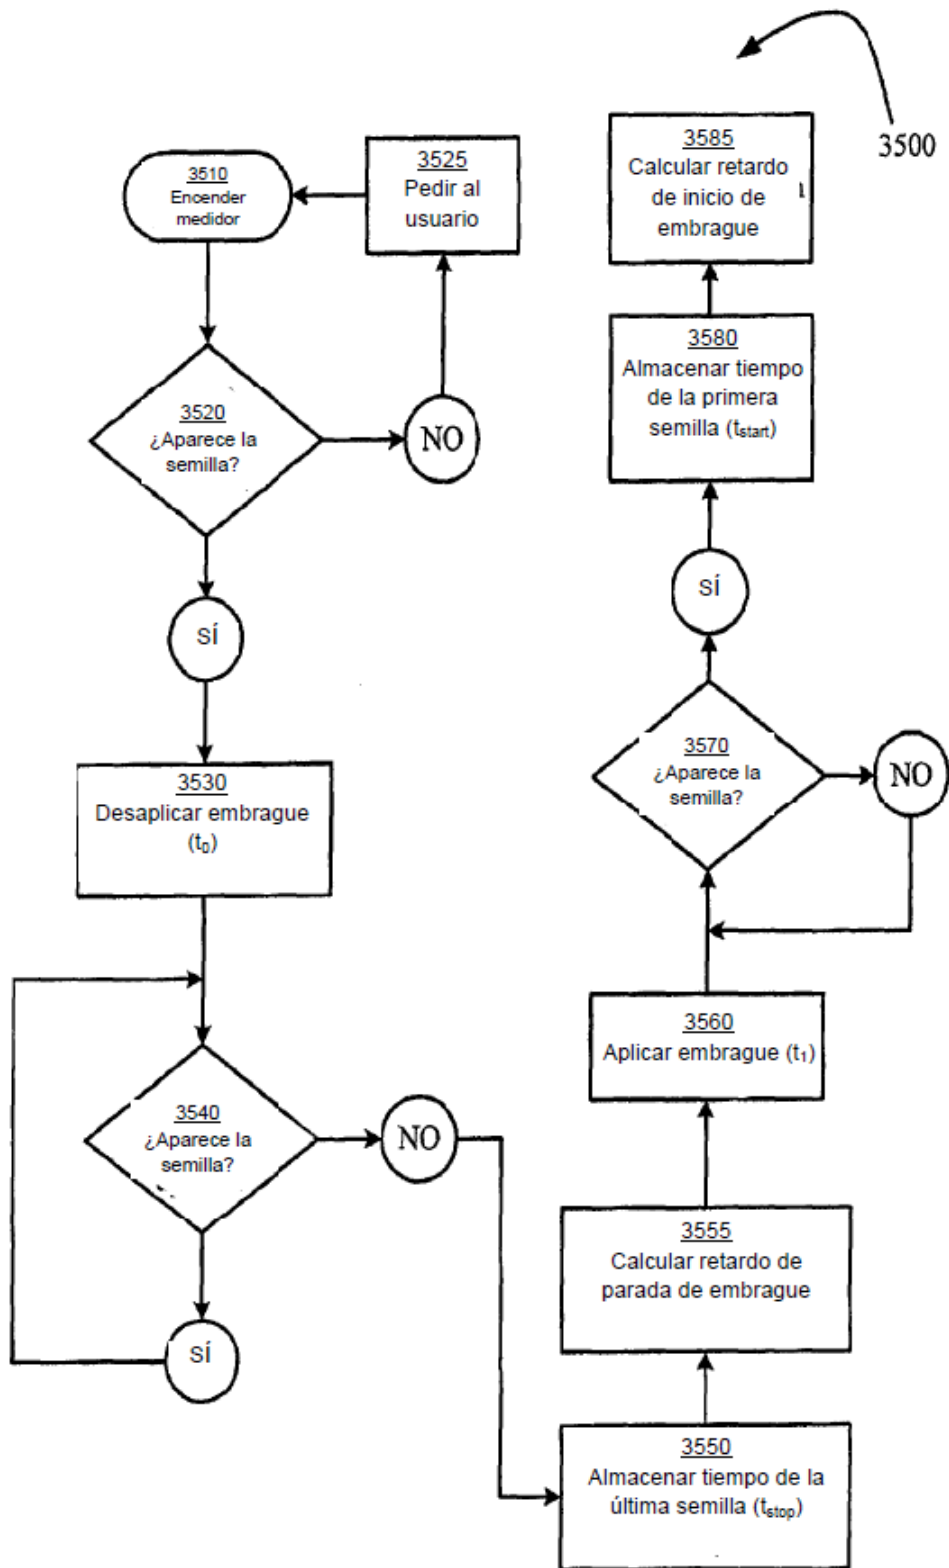 3510
Encender
medidor
3525
Pedir al
usuario
3520
¿Aparece la
semilla?
NO
SÍ
3530
Desaplicar embrague
(t0)
3540
¿Aparece la
semilla?
NO
SÍ
3550
Almacenar tiempo de la
última semilla (tstop)
3555
Calcular retardo de
parada de embrague
3560
Aplicar embrague (t1)
3570
¿Aparece la
semilla?
NO
SÍ
3580
Almacenar tiempo
de la primera
semilla (tstart)
3585
Calcular retardo
de inicio de
embrague
3500